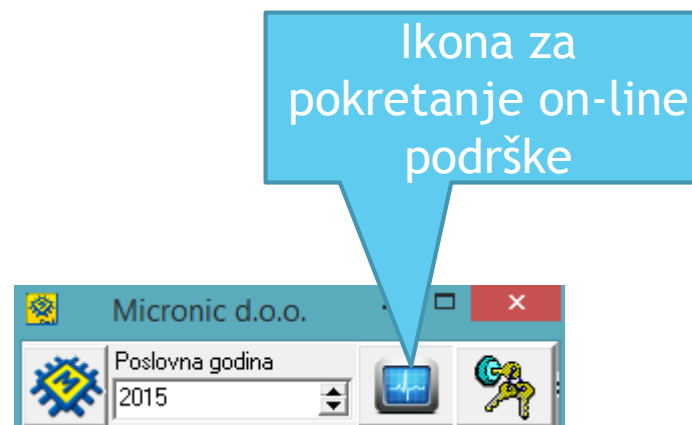 Ikona za
pokretanje on-line
podrške
Micronic d.o.o.
Poslovna godina
2015
M